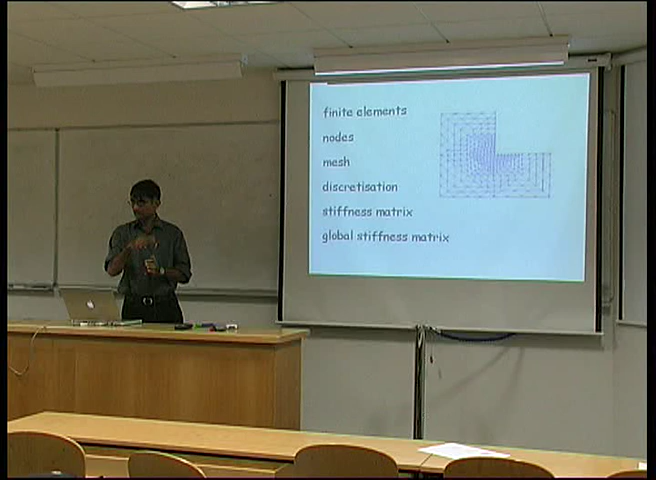 finite elements
nodes
mesh
discretisation
stiffness matrix
global stiffness matrix